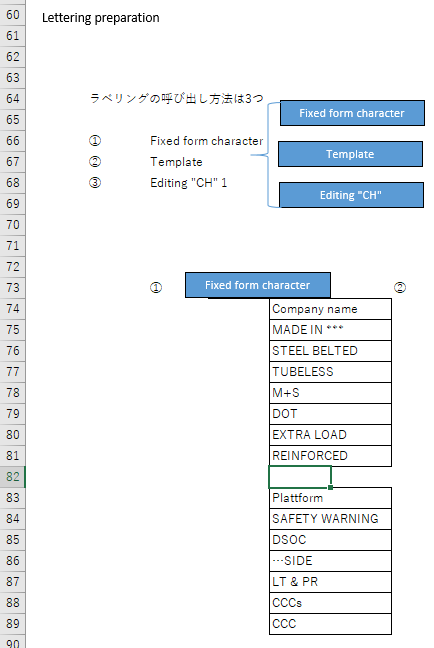 60 Lettering preparation
61
62
63
64 ラベリングの呼び出し方法は3つ
65 Fixed form character
66 ① Fixed form character
67 ② Template Template
68 ③ Editing "CH" 1
69 Editing "CH"
70
71
72
73 ① Fixed form character ②
74 Company name
75 MADE IN ***
76 STEEL BELTED
77 TUBELESS
78 M+S
79 DOT
80 EXTRA LOAD
81 REINFORCED
82
83 Plattform
84 SAFETY WARNING
85 DSOC
86 …SIDE
87 LT & PR
88 CCCs
89 CCC
90